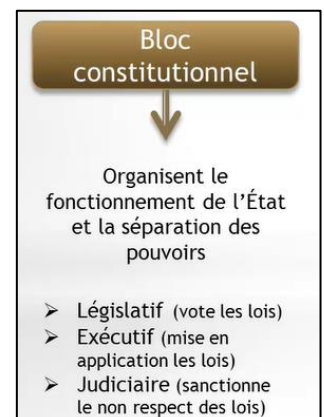 Bloc
constitutionnel
Organisent le
fonctionnement de l'État
et la séparation des
pouvoirs
➢ Législatif (vote les lois)
➢ Exécutif (mise en
application les lois)
➢ Judiciaire (sanctionne
le non respect des lois)